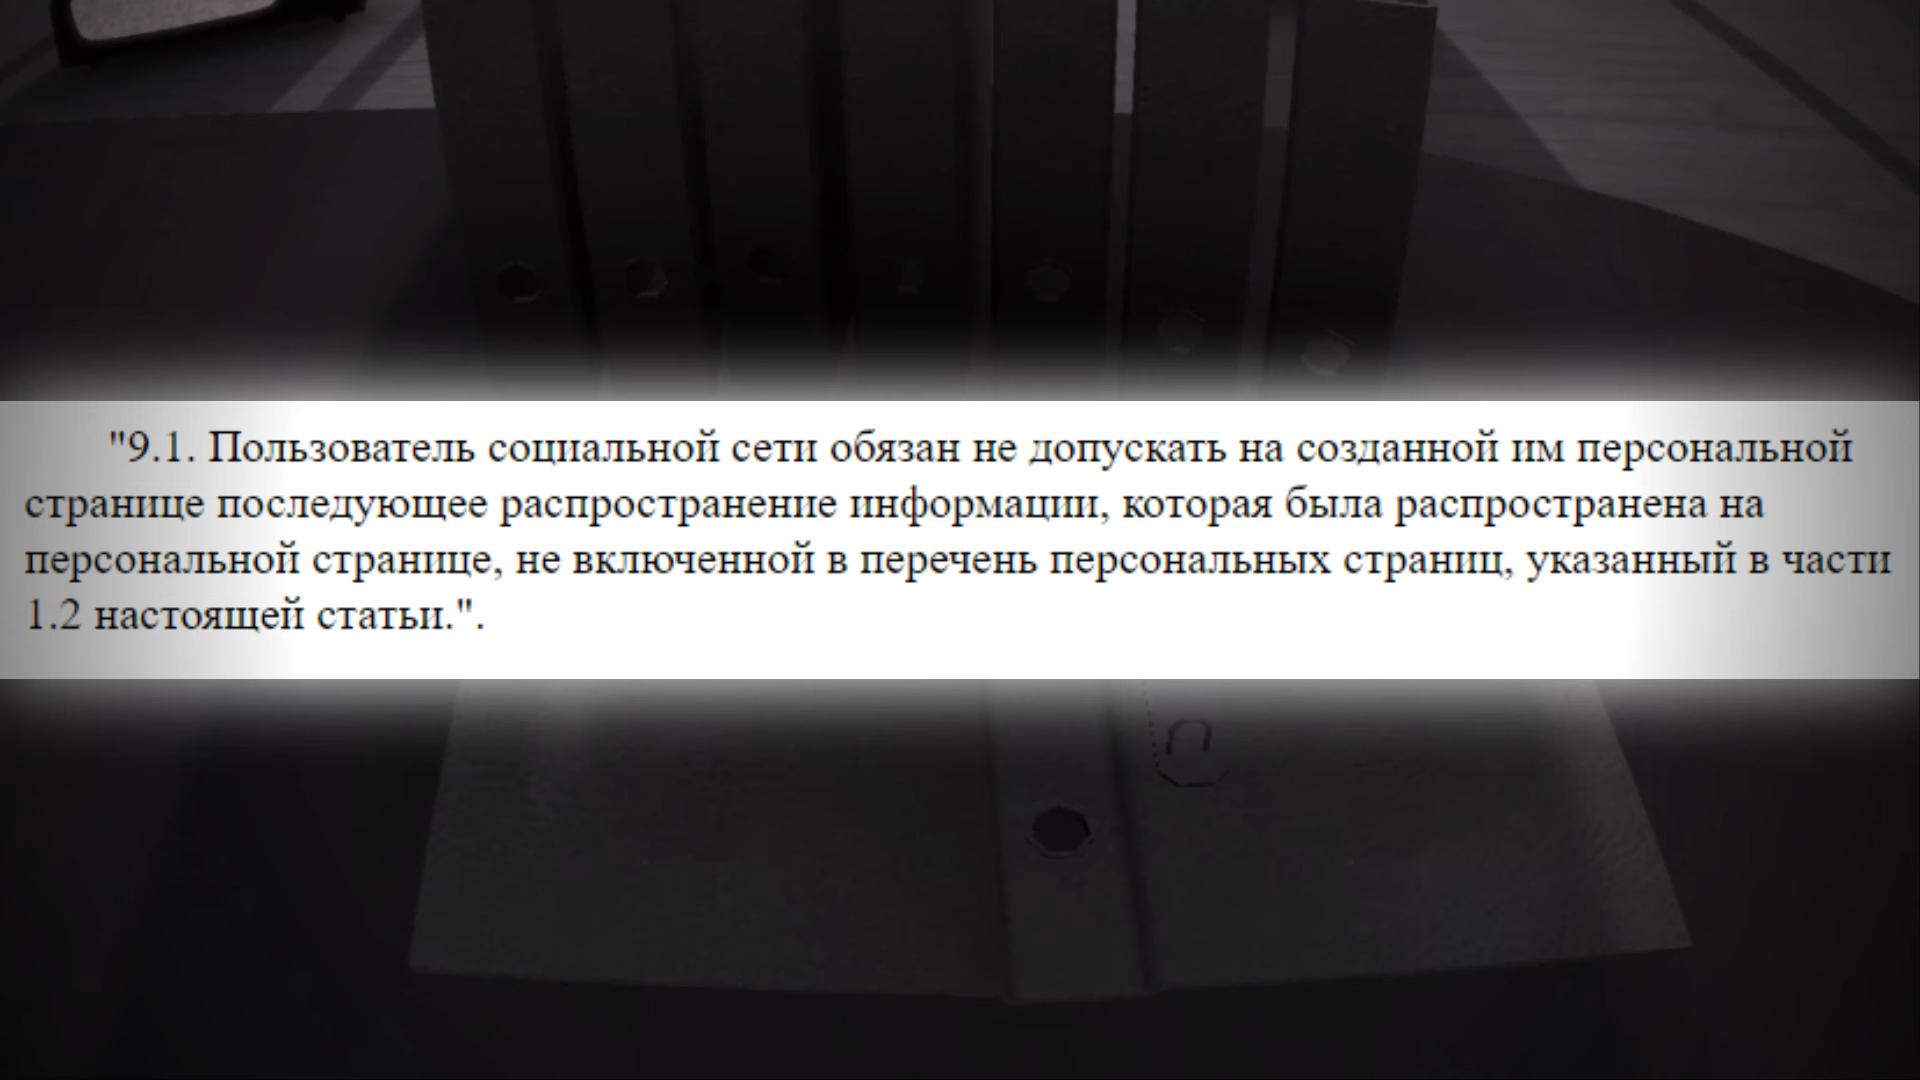 "9.1. Пользователь социальной сети обязан не допускать на созданной им персональной
странице последующее распространение информации, которая была распространена на
персональной странице, не включенной в перечень персональных страниц, указанный в части
1.2 настоящей статьи.".